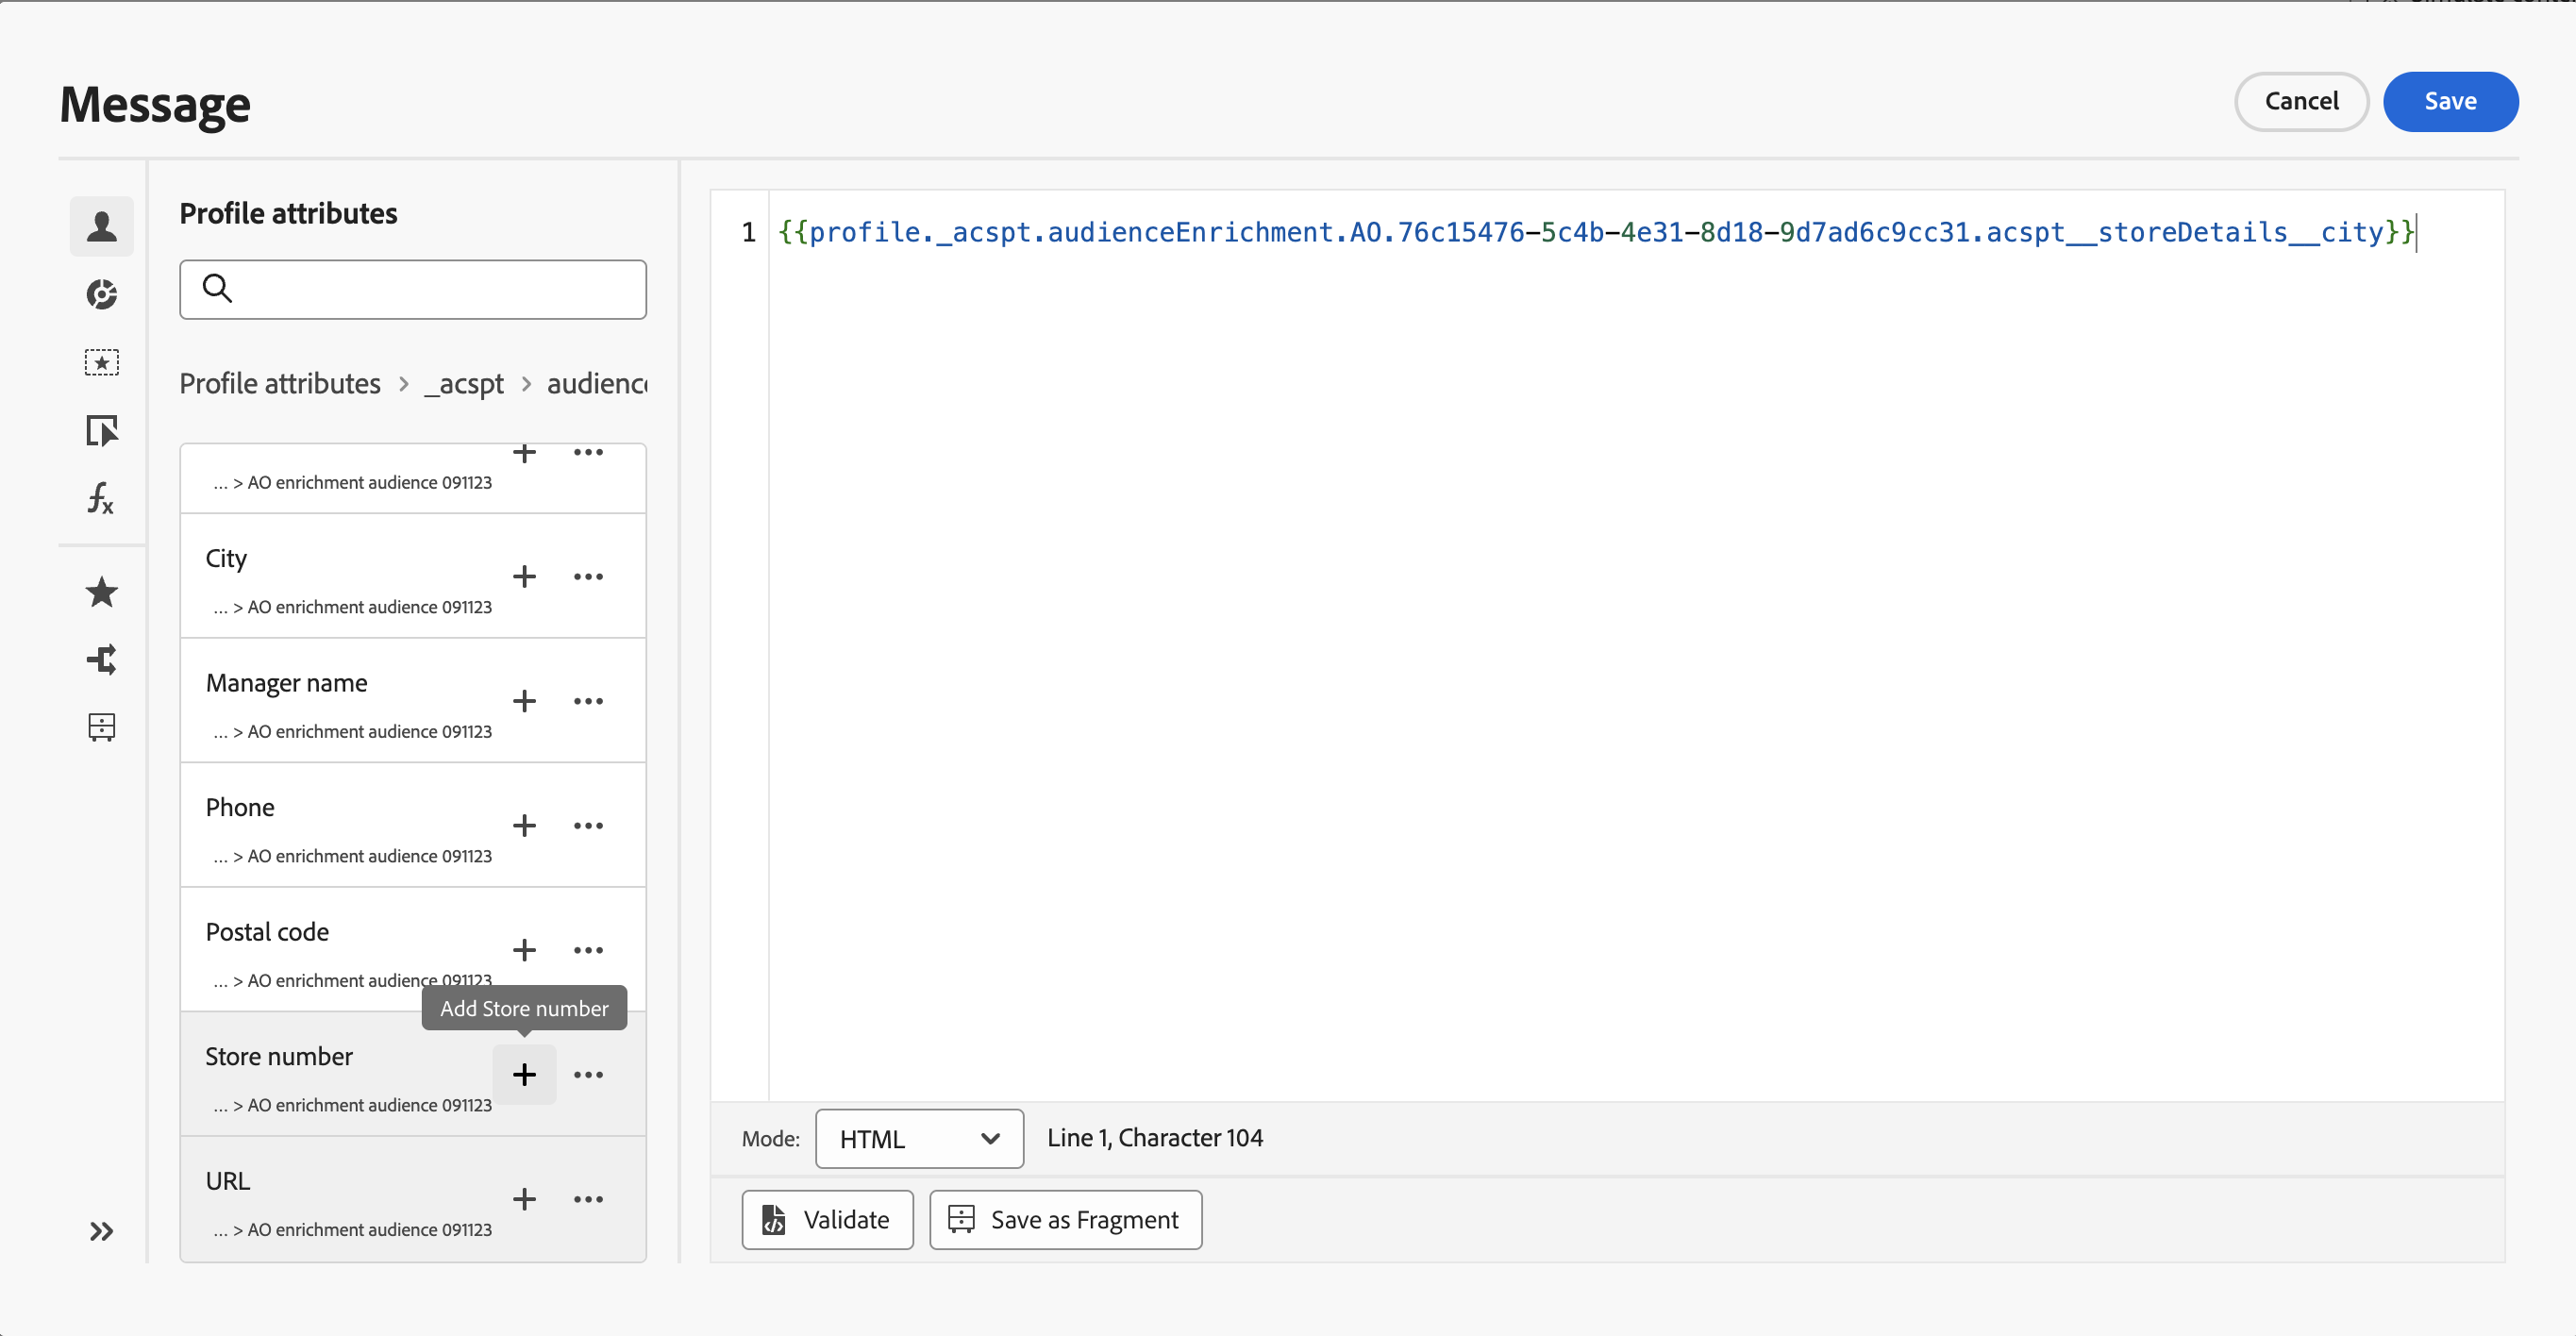 Message
Cancel
Save
Profile attributes
Profile attributes > _acspt > audience
... > AO enrichment audience 091123
City
... > AO enrichment audience 091123
Manager name
... > AO enrichment audience 091123
Phone
... > AO enrichment audience 091123
Postal code
... > AO enrichment audience 091123
Add Store number
Store number
... > AO enrichment audience 091123
URL
... > AO enrichment audience 091123
1 {{profile._acspt.audienceEnrichment.AO.76c15476-5c4b-4e31-8d18-9d7ad6c9cc31.acspt__storeDetails__city}}
Mode: HTML Line 1, Character 104
Validate
Save as Fragment